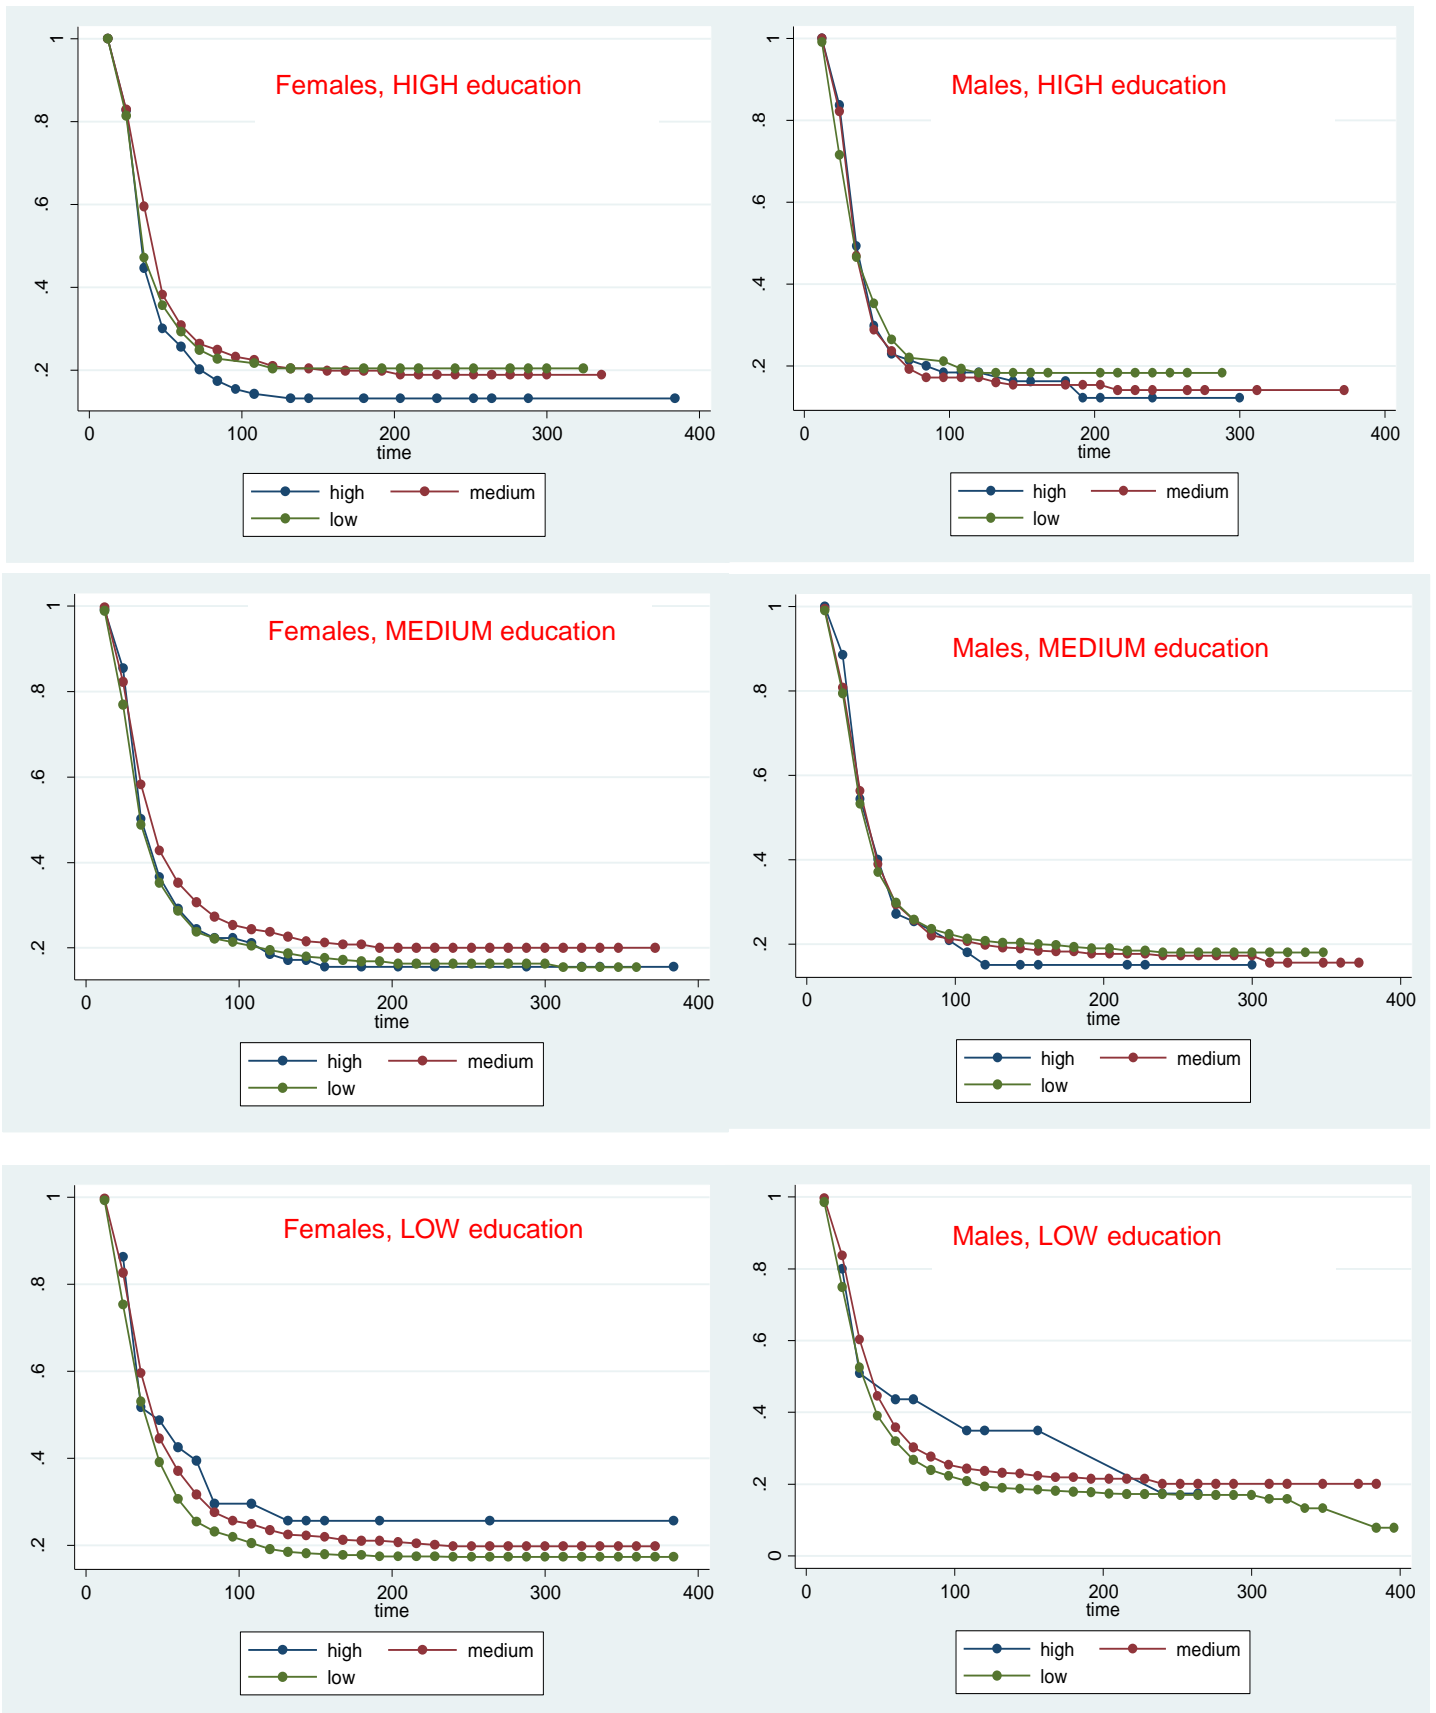 Females, HIGH education
1
.8
.6
.4
.2
0 100 200 300 400
time
high medium
low
Males, HIGH education
1
.8
.6
.4
.2
0 100 200 300 400
time
high medium
low
Females, MEDIUM education
1
.8
.6
.4
.2
0 100 200 300 400
time
high medium
low
Males, MEDIUM education
1
.8
.6
.4
.2
0 100 200 300 400
time
high medium
low
Females, LOW education
1
.8
.6
.4
.2
0 100 200 300 400
time
high medium
low
Males, LOW education
1
.8
.6
.4
.2
0
0 100 200 300 400
time
high medium
low